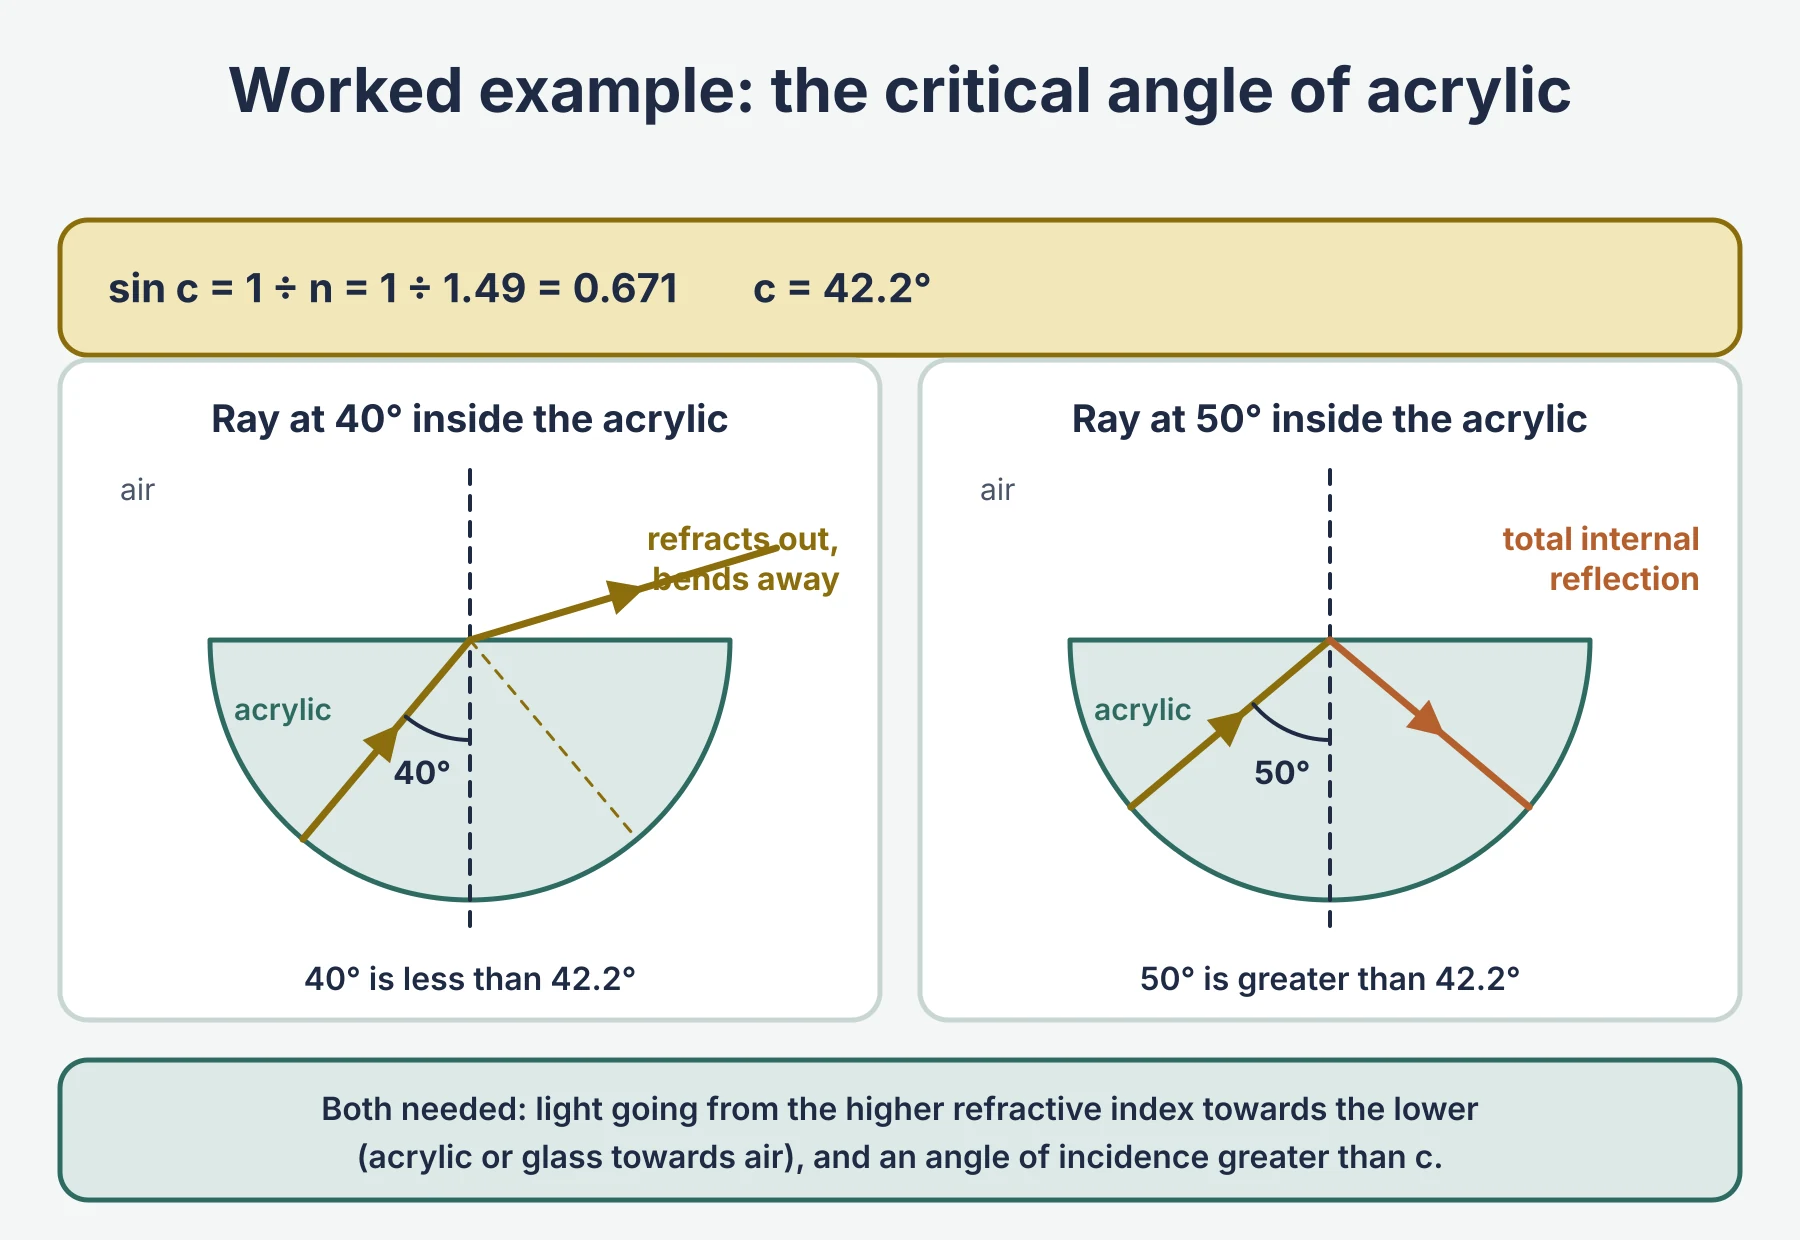 Worked example: the critical angle of acrylic
sin c = 1 ÷ n = 1 ÷ 1.49 = 0.671 c = 42.2°
Ray at 40° inside the acrylic
air
refracts out,
bends away
acrylic
40°
40° is less than 42.2°
Ray at 50° inside the acrylic
air
total internal
reflection
acrylic
50°
50° is greater than 42.2°
Both needed: light going from the higher refractive index towards the lower
(acrylic or glass towards air), and an angle of incidence greater than c.